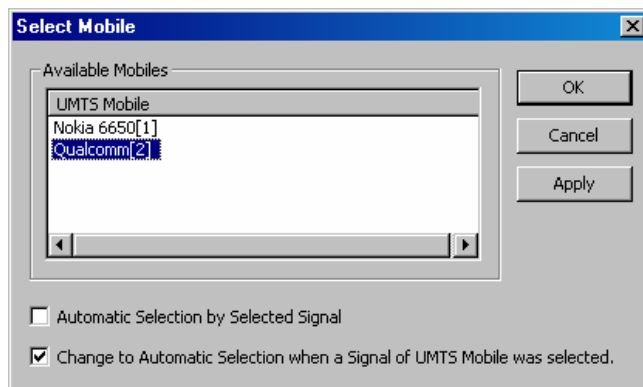 Select Mobile
Available Mobiles
UMTS Mobile
Nokia 6650[1]
Qualcomm[2]
OK
Cancel
Apply
Automatic Selection by Selected Signal
Change to Automatic Selection when a Signal of UMTS Mobile was selected.